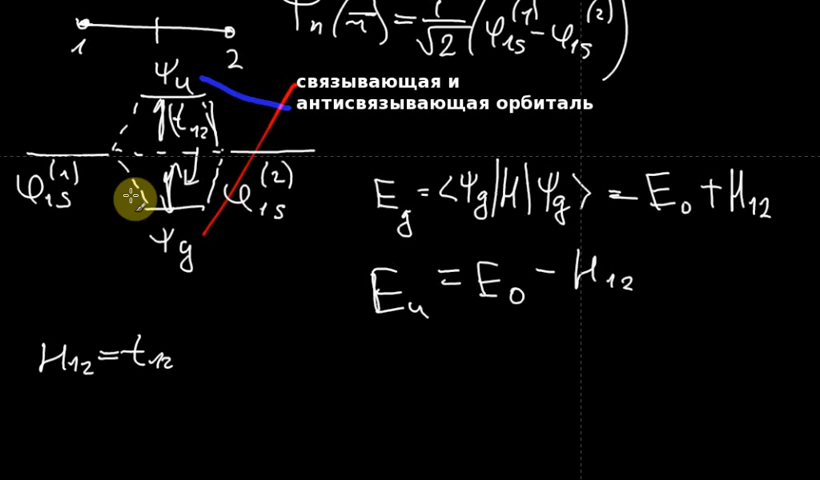 Ψn(r) = 1/√2 (φ1s(1) - φ1s(2))
1 2
Ψu
связывающая и
антисвязывающая орбиталь
|t12|
φ1s(1) φ1s(2)
Eg = ⟨Ψg|H|Ψg⟩ = E0 + H12
Ψg
Eu = E0 - H12
H12 = t12